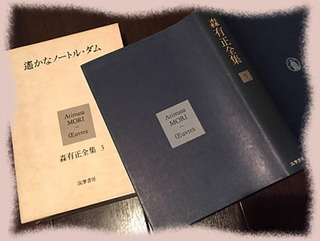 遙かなノートル・ダム
Arimasa
MORI
Œuvres
森有正全集 3
筑摩書房
森有正全集
3
Arimasa
MORI
Œuvres